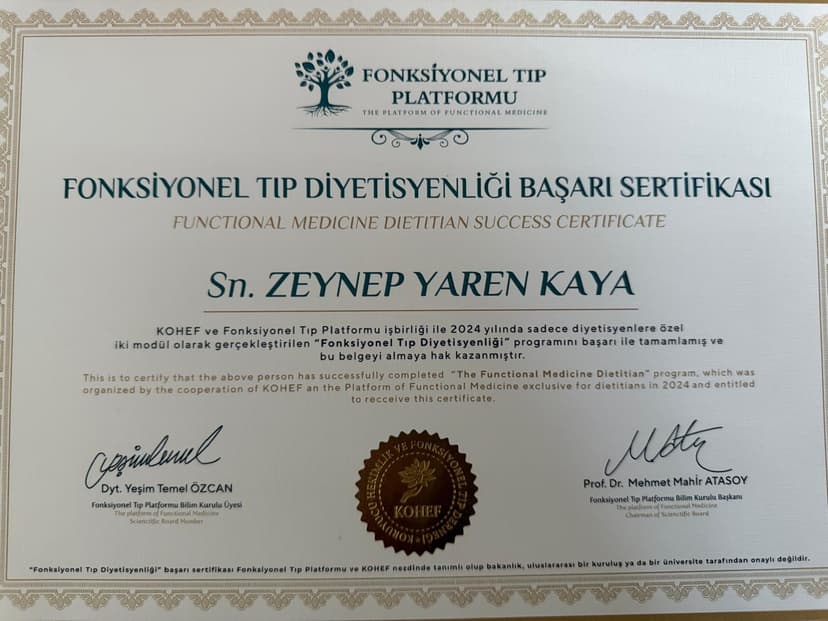 FONKSİYONEL TIP
PLATFORMU
THE PLATFORM OF FUNCTIONAL MEDICINE
FONKSİYONEL TIP DİYETİSYENLİĞİ BAŞARI SERTİFİKASI
FUNCTIONAL MEDICINE DIETITIAN SUCCESS CERTIFICATE
Sn. ZEYNEP YAREN KAYA
KOHEF ve Fonksiyonel Tıp Platformu işbirliği ile 2024 yılında sadece diyetisyenlere özel
iki modül olarak gerçekleştirilen "Fonksiyonel Tıp Diyetisyenliği" programını başarı ile tamamlamış ve
bu belgeyi almaya hak kazanmıştır.
This is to certify that the above person has successfully completed "The Functional Medicine Dietitian" program, which was
organized by the cooperation of KOHEF an the Platform of Functional Medicine exclusive for dietitians in 2024 and entitled
to recceive this certificate.
Dyt. Yeşim Temel ÖZCAN
Fonksiyonel Tıp Platformu Bilim Kurulu Üyesi
The platform of Functional Medicine
Scienctific Board Member
KORUYUCU HEKİMLİK VE FONKSİYONEL TIP DERNEĞİ
KOHEF
Prof. Dr. Mehmet Mahir ATASOY
Fonksiyonel Tıp Platformu Bilim Kurulu Başkanı
The platform of Functional Medicine
Chairman of Scienctific Board
"Fonksiyonel Tıp Diyetisyenliği" başarı sertifikası Fonksiyonel Tıp Platformu ve KOHEF nezdinde tanımlı olup bakanlık, uluslararası bir kuruluş ya da bir üniversite tarafından onaylı değildir.